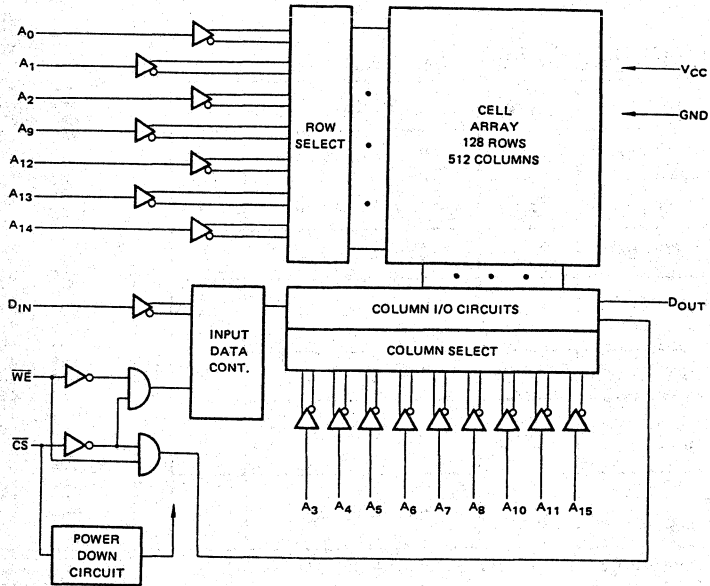 A0
A1
A2
A9
A12
A13
A14
ROW
SELECT
CELL
ARRAY
128 ROWS
512 COLUMNS
VCC
GND
DIN
INPUT
DATA
CONT.
COLUMN I/O CIRCUITS
COLUMN SELECT
DOUT
WE
CS
A3 A4 A5 A6 A7 A8 A10 A11 A15
POWER
DOWN
CIRCUIT